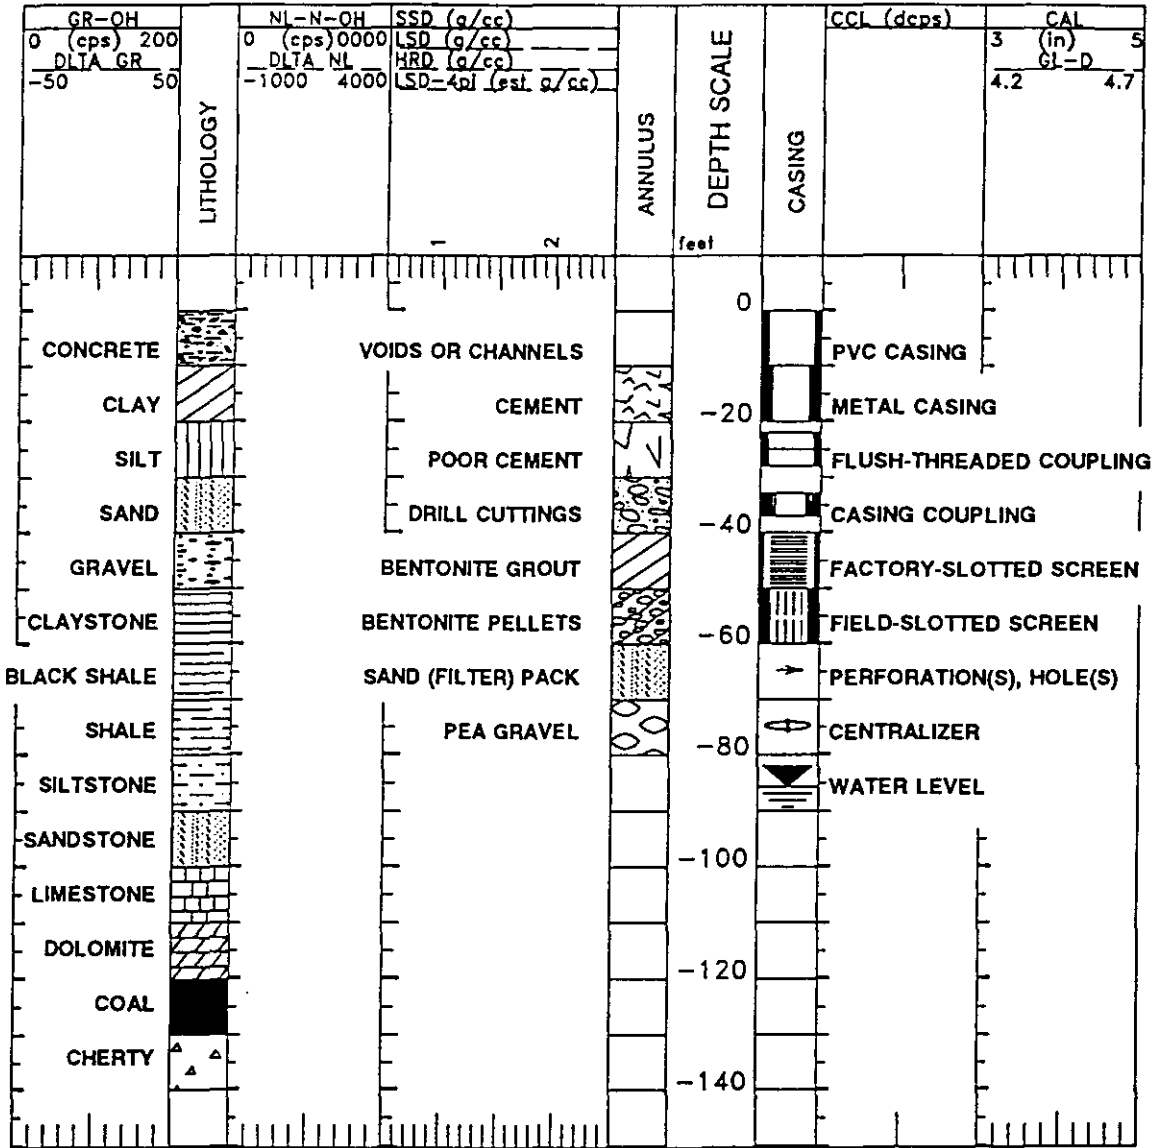 GR-OH NL-N-OH SSD (g/cc) CCL (dcps) CAL
0 (cps) 200 0 (cps) 0000 LSD (g/cc) 3 (in) 5
DLTA GR DLTA NL HRD (g/cc) GL-D
-50 50 -1000 4000 LSD-4pi (est g/cc) 4.2 4.7
LITHOLOGY
ANNULUS
DEPTH SCALE
CASING
1 2 feet
0
CONCRETE VOIDS OR CHANNELS PVC CASING
CLAY CEMENT -20 METAL CASING
SILT POOR CEMENT FLUSH-THREADED COUPLING
SAND DRILL CUTTINGS -40 CASING COUPLING
GRAVEL BENTONITE GROUT FACTORY-SLOTTED SCREEN
CLAYSTONE BENTONITE PELLETS -60 FIELD-SLOTTED SCREEN
BLACK SHALE SAND (FILTER) PACK PERFORATION(S), HOLE(S)
SHALE PEA GRAVEL -80 CENTRALIZER
SILTSTONE WATER LEVEL
SANDSTONE -100
LIMESTONE
DOLOMITE -120
COAL
CHERTY -140